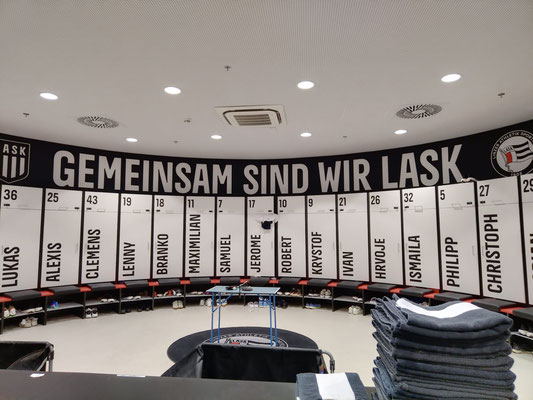 ASK
GEMEINSAM SIND WIR LASK
36 LUKAS
25 ALEXIS
43 CLEMENS
19 LENNY
18 BRANKO
11 MAXIMILIAN
7 SAMUEL
17 JEROME
10 ROBERT
9 KRYSTOF
21 IVAN
26 HRVOJE
32 ISMAILA
5 PHILIPP
27 CHRISTOPH
29